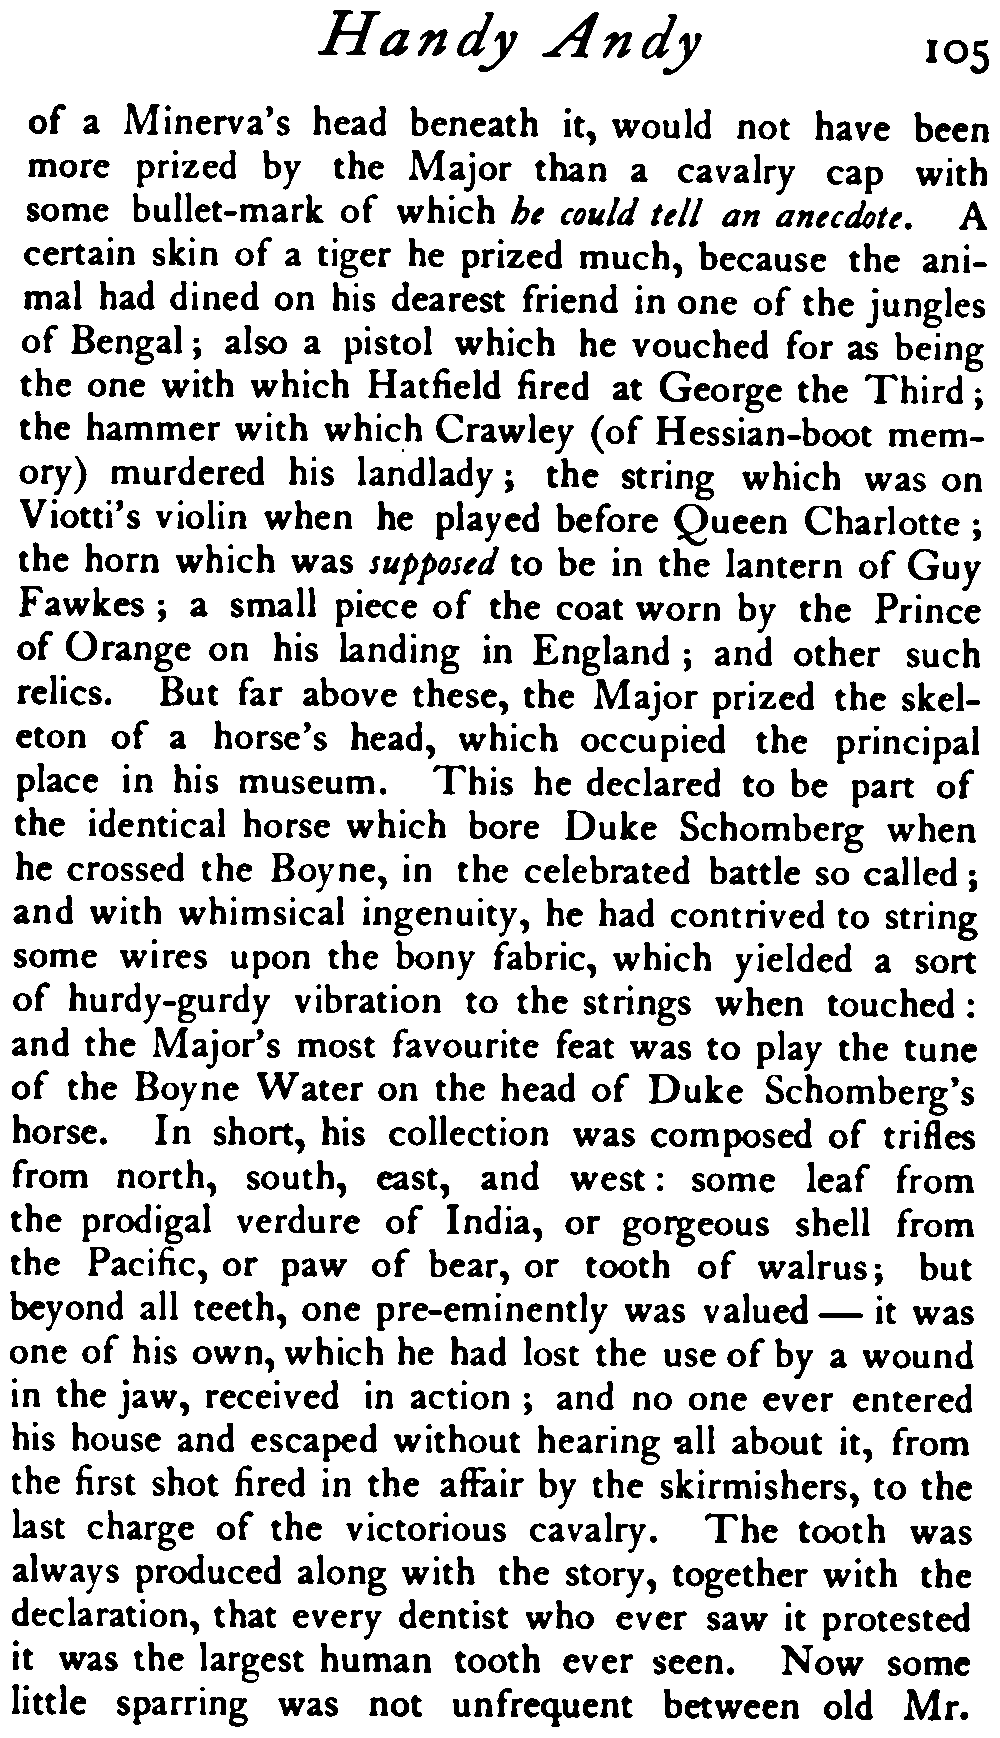 Handy Andy 105
of a Minerva's head beneath it, would not have been
more prized by the Major than a cavalry cap with
some bullet-mark of which he could tell an anecdote. A
certain skin of a tiger he prized much, because the ani-
mal had dined on his dearest friend in one of the jungles
of Bengal; also a pistol which he vouched for as being
the one with which Hatfield fired at George the Third;
the hammer with which Crawley (of Hessian-boot mem-
ory) murdered his landlady; the string which was on
Viotti's violin when he played before Queen Charlotte;
the horn which was supposed to be in the lantern of Guy
Fawkes; a small piece of the coat worn by the Prince
of Orange on his landing in England; and other such
relics. But far above these, the Major prized the skel-
eton of a horse's head, which occupied the principal
place in his museum. This he declared to be part of
the identical horse which bore Duke Schomberg when
he crossed the Boyne, in the celebrated battle so called;
and with whimsical ingenuity, he had contrived to string
some wires upon the bony fabric, which yielded a sort
of hurdy-gurdy vibration to the strings when touched:
and the Major's most favourite feat was to play the tune
of the Boyne Water on the head of Duke Schomberg's
horse. In short, his collection was composed of trifles
from north, south, east, and west: some leaf from
the prodigal verdure of India, or gorgeous shell from
the Pacific, or paw of bear, or tooth of walrus; but
beyond all teeth, one pre-eminently was valued — it was
one of his own, which he had lost the use of by a wound
in the jaw, received in action; and no one ever entered
his house and escaped without hearing all about it, from
the first shot fired in the affair by the skirmishers, to the
last charge of the victorious cavalry. The tooth was
always produced along with the story, together with the
declaration, that every dentist who ever saw it protested
it was the largest human tooth ever seen. Now some
little sparring was not unfrequent between old Mr.